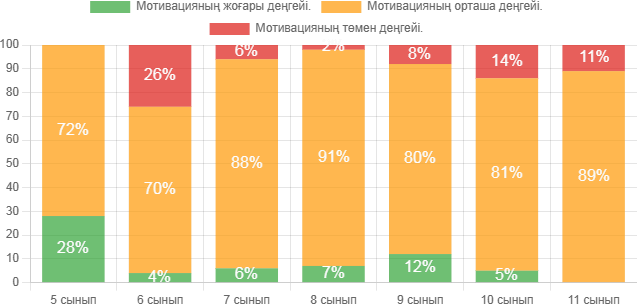 Мотивацияның жоғары деңгейі. Мотивацияның орташа деңгейі.
Мотивацияның төмен деңгейі.
100
90
80
70
60
50
40
30
20
10
0
26% 6% 2% 8% 14% 11%
72% 70% 88% 91% 80% 81% 89%
28% 4% 6% 7% 12% 5%
5 сынып 6 сынып 7 сынып 8 сынып 9 сынып 10 сынып 11 сынып